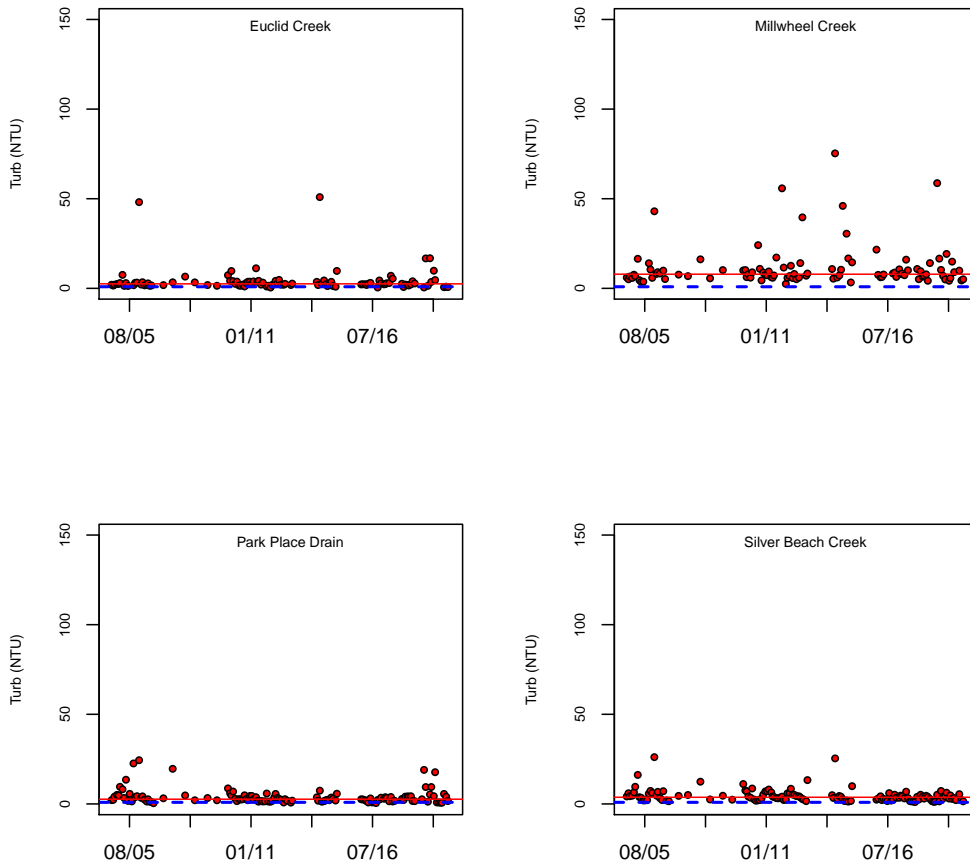 Euclid Creek
Turb (NTU)
150
100
50
0
08/05 01/11 07/16
Millwheel Creek
Turb (NTU)
150
100
50
0
08/05 01/11 07/16
Park Place Drain
Turb (NTU)
150
100
50
0
08/05 01/11 07/16
Silver Beach Creek
Turb (NTU)
150
100
50
0
08/05 01/11 07/16